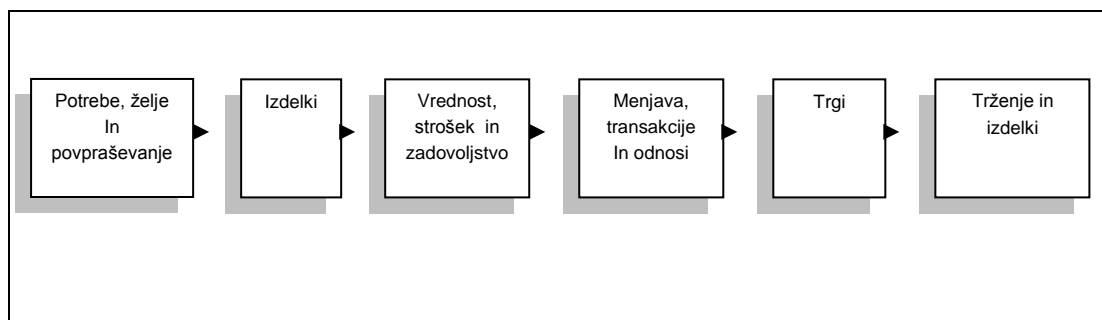 Potrebe, želje
In
povpraševanje
Izdelki
Vrednost,
strošek in
zadovoljstvo
Menjava,
transakcije
In odnosi
Trgi
Trženje in
izdelki